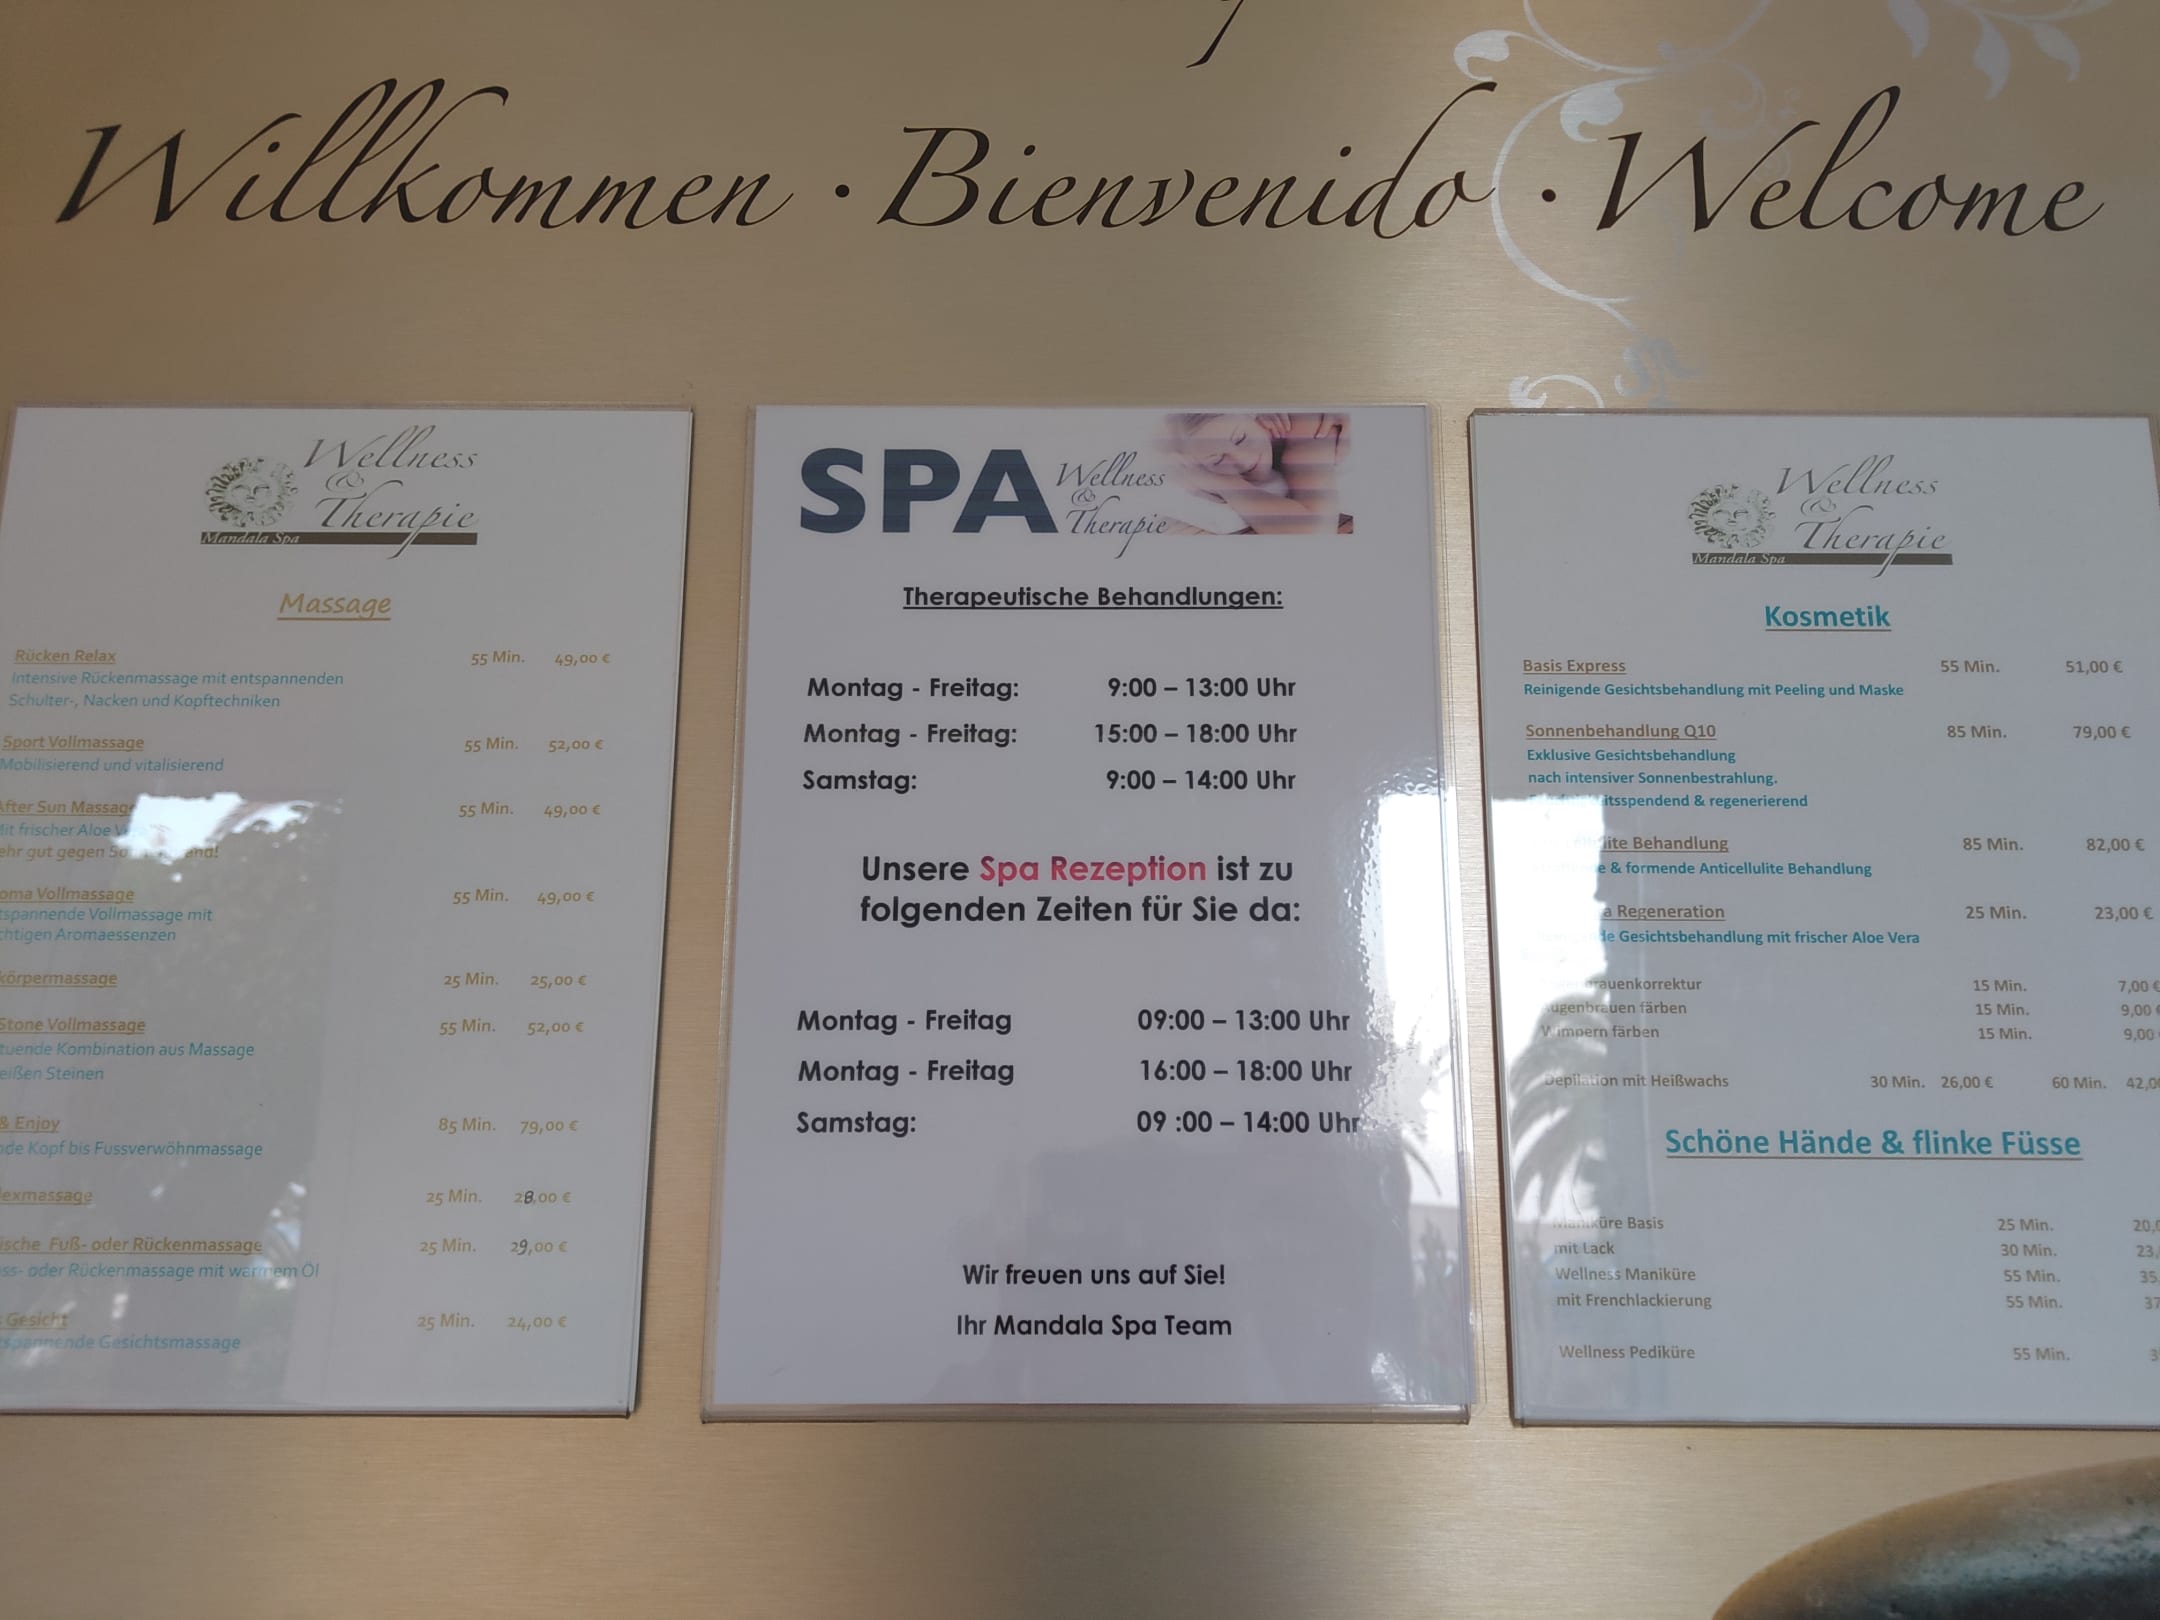 Willkommen · Bienvenido · Welcome
Wellness
&
Therapie
Mandala Spa
Massage
Rücken Relax 55 Min. 49,00 €
Intensive Rückenmassage mit entspannenden
Schulter-, Nacken und Kopftechniken
Sport Vollmassage 55 Min. 52,00 €
Mobilisierend und vitalisierend
After Sun Massage 55 Min. 49,00 €
Mit frischer Aloe Vera
sehr gut gegen
Vollmassage 55 Min. 49,00 €
Vollmassage mit
Aromaessenzen
25 Min. 25,00 €
Stone Vollmassage 55 Min. 52,00 €
Kombination aus Massage
Steinen
& Enjoy 85 Min. 79,00 €
Kopf bis Fussverwöhnmassage
25 Min. 28,00 €
Fuß- oder Rückenmassage 25 Min. 29,00 €
oder Rückenmassage mit warmem Öl
Gesicht 25 Min. 24,00 €
Gesichtsmassage
SPA Wellness
&
Therapie
Therapeutische Behandlungen:
Montag - Freitag: 9:00 – 13:00 Uhr
Montag - Freitag: 15:00 – 18:00 Uhr
Samstag: 9:00 – 14:00 Uhr
Unsere Spa Rezeption ist zu
folgenden Zeiten für Sie da:
Montag - Freitag 09:00 – 13:00 Uhr
Montag - Freitag 16:00 – 18:00 Uhr
Samstag: 09 :00 – 14:00 Uhr
Wir freuen uns auf Sie!
Ihr Mandala Spa Team
Wellness
&
Therapie
Mandala Spa
Kosmetik
Basis Express 55 Min. 51,00 €
Reinigende Gesichtsbehandlung mit Peeling und Maske
Sonnenbehandlung Q10 85 Min. 79,00 €
Exklusive Gesichtsbehandlung
nach intensiver Sonnenbestrahlung.
& regenerierend
Behandlung 85 Min. 82,00 €
& formende Anticellulite Behandlung
Regeneration 25 Min. 23,00 €
Gesichtsbehandlung mit frischer Aloe Vera
15 Min. 7,00 €
Augenbrauen färben 15 Min. 9,00 €
Wimpern färben 15 Min. 9,00
Depilation mit Heißwachs 30 Min. 26,00 € 60 Min.
Schöne Hände & flinke Füsse
Maniküre Basis 25 Min.
mit Lack 30 Min.
Wellness Maniküre 55 Min.
mit Frenchlackierung 55 Min.
Wellness Pediküre 55 Min.